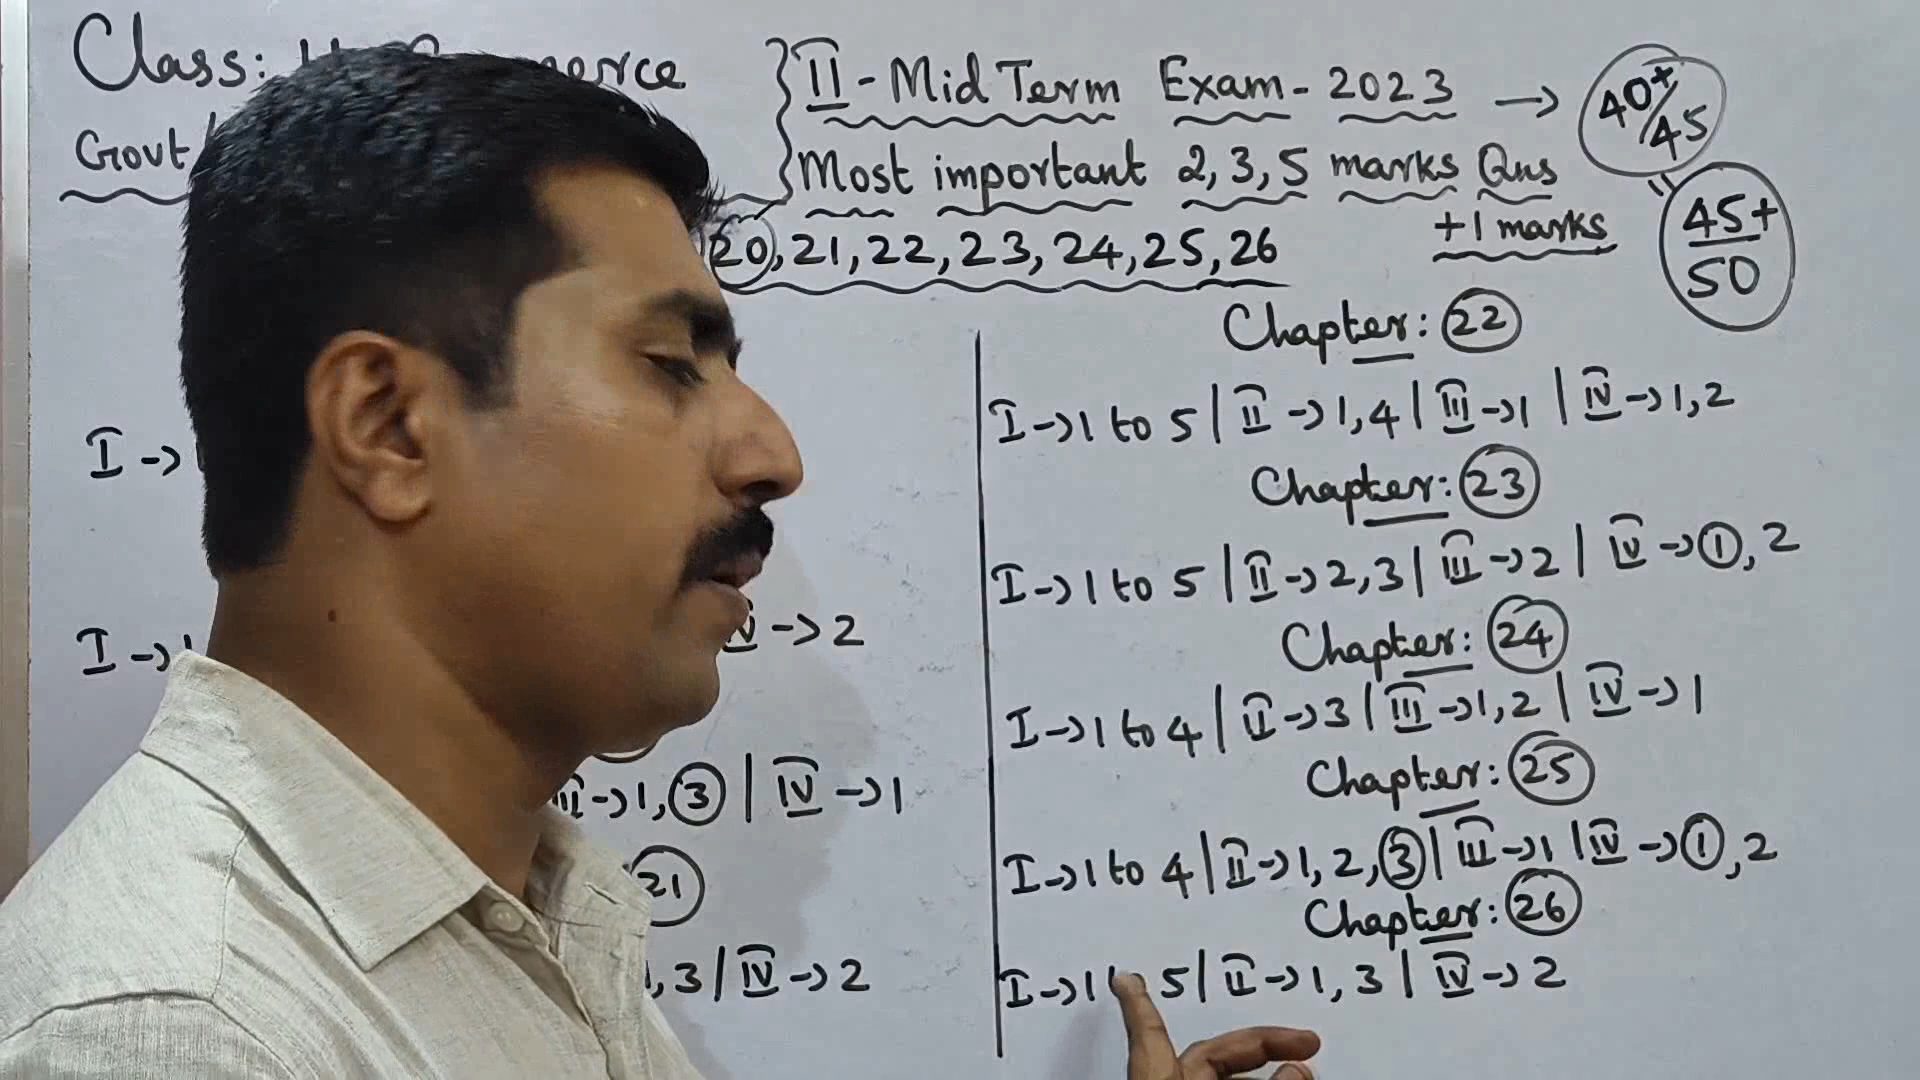 Class: 11 Commerce
Govt
II - Mid Term Exam - 2023 → 40+/45
Most important 2, 3, 5 marks Qns
+1 marks
45+/50
20, 21, 22, 23, 24, 25, 26
I →
I → 1
IV → 2
III → 1, 3 | IV → 1
21
1, 3 | IV → 2
Chapter: 22
I → 1 to 5 | II → 1, 4 | III → 1 | IV → 1, 2
Chapter: 23
I → 1 to 5 | II → 2, 3 | III → 2 | IV → 1, 2
Chapter: 24
I → 1 to 4 | II → 3 | III → 1, 2 | IV → 1
Chapter: 25
I → 1 to 4 | II → 1, 2, 3 | III → 1 | IV → 1, 2
Chapter: 26
I → 1 to 5 | II → 1, 3 | IV → 2